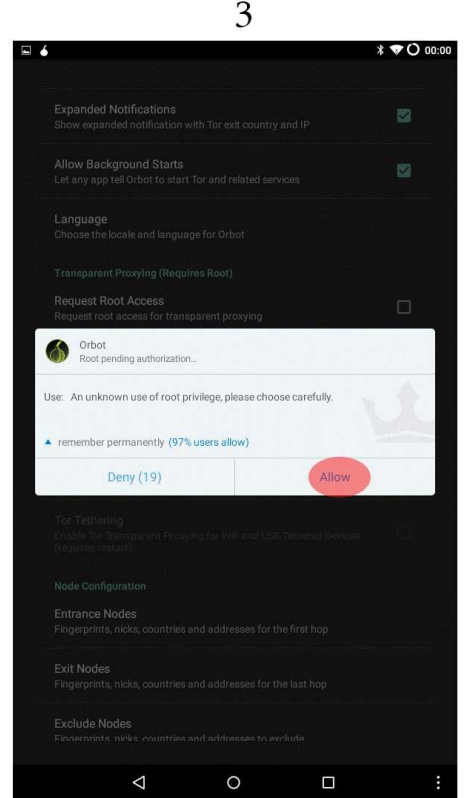 3
00:00
Expanded Notifications
Show expanded notification with Tor exit country and IP
Allow Background Starts
Let any app tell Orbot to start Tor and related services
Language
Choose the locale and language for Orbot
Transparent Proxying (Requires Root)
Request Root Access
Request root access for transparent proxying
Orbot
Root pending authorization...
Use: An unknown use of root privilege, please choose carefully.
remember permanently (97% users allow)
Deny (19) Allow
Tor Tethering
Enable Tor Transparent Proxying for Wifi and USB Tethered Devices
(requires restart)
Node Configuration
Entrance Nodes
Fingerprints, nicks, countries and addresses for the first hop
Exit Nodes
Fingerprints, nicks, countries and addresses for the last hop
Exclude Nodes
Fingerprints, nicks, countries and addresses to exclude